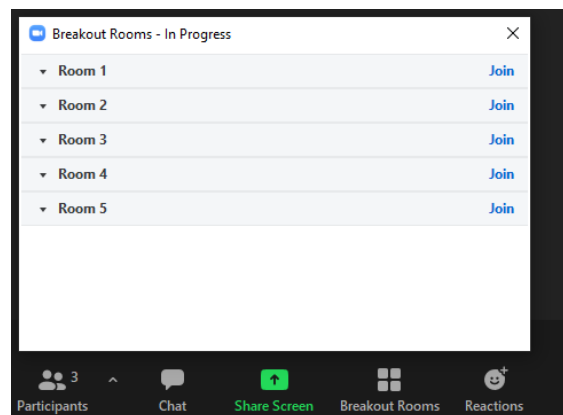 Breakout Rooms - In Progress
Room 1 Join
Room 2 Join
Room 3 Join
Room 4 Join
Room 5 Join
3
Participants Chat Share Screen Breakout Rooms Reactions